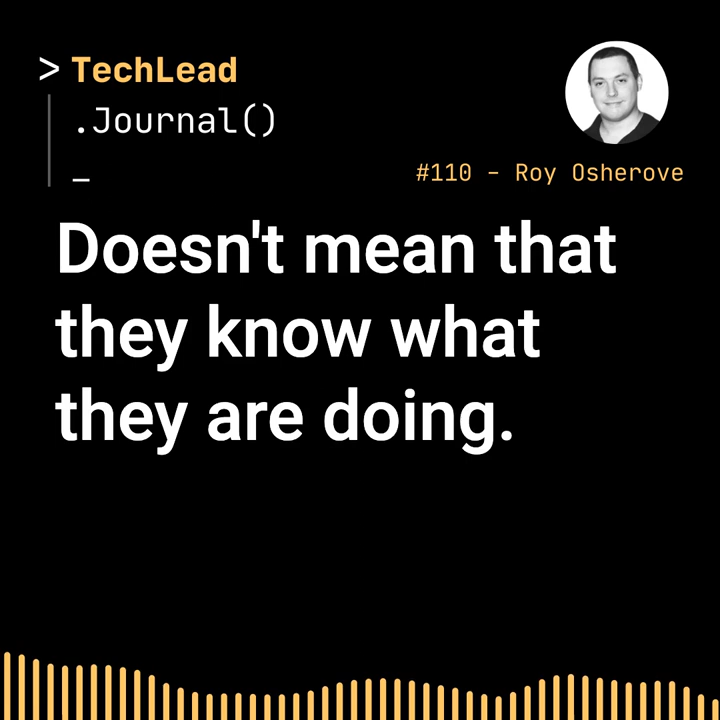 > TechLead
.Journal()
_
#110 - Roy Osherove
Doesn't mean that
they know what
they are doing.